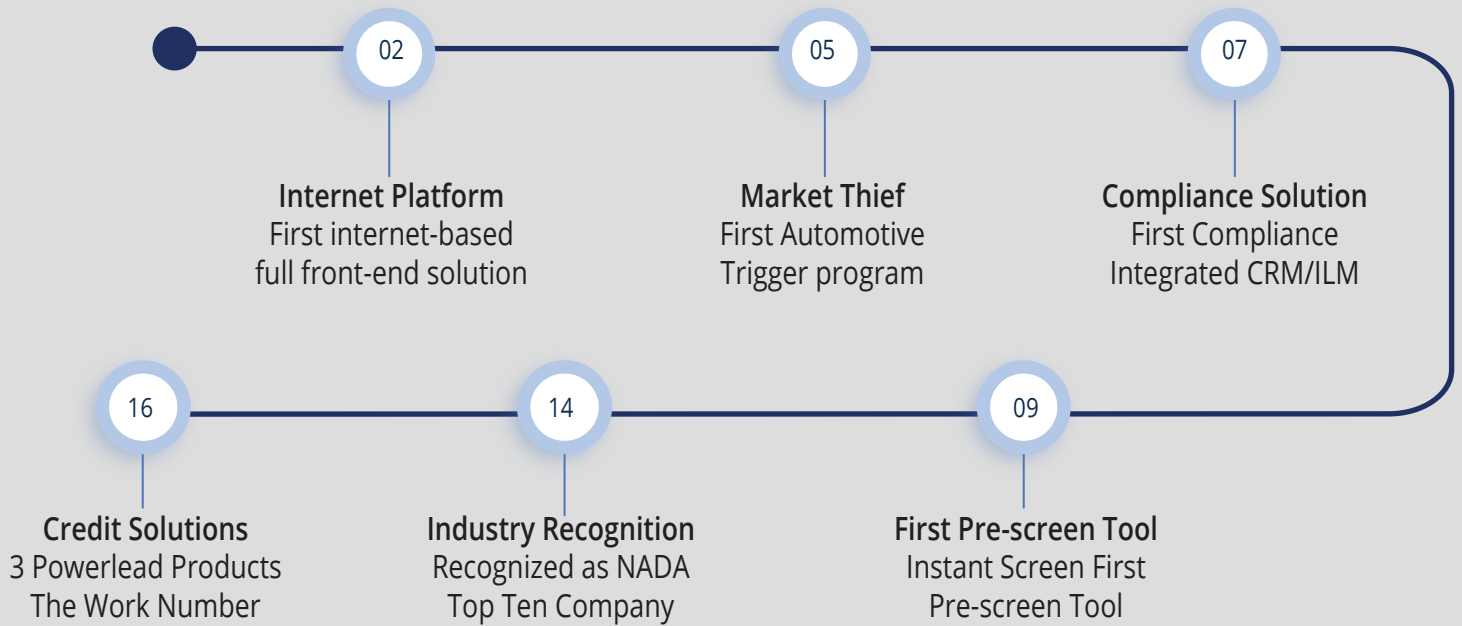 02
Internet Platform
First internet-based
full front-end solution
05
Market Thief
First Automotive
Trigger program
07
Compliance Solution
First Compliance
Integrated CRM/ILM
09
First Pre-screen Tool
Instant Screen First
Pre-screen Tool
14
Industry Recognition
Recognized as NADA
Top Ten Company
16
Credit Solutions
3 Powerlead Products
The Work Number